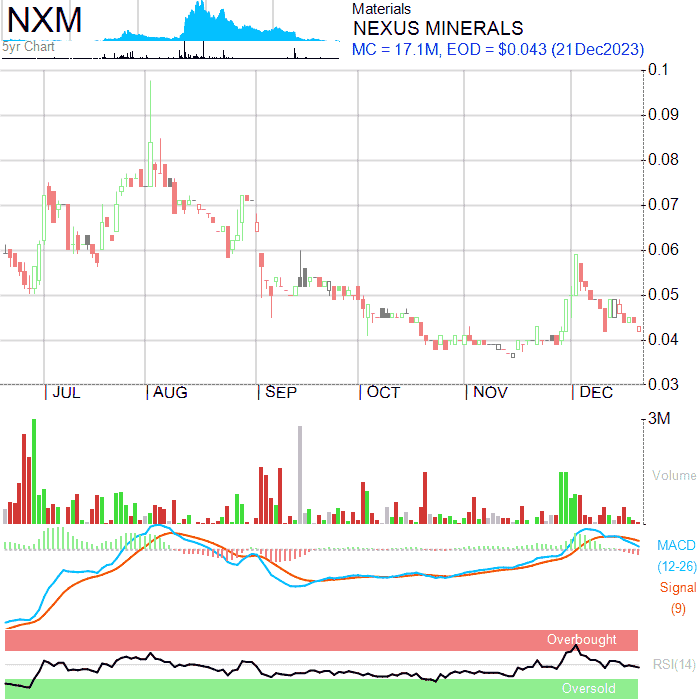 NXM
5yr Chart
Materials
NEXUS MINERALS
MC = 17.1M, EOD = $0.043 (21Dec2023)
0.1
0.09
0.08
0.07
0.06
0.05
0.04
0.03
JUL AUG SEP OCT NOV DEC
3M
Volume
MACD
(12-26)
Signal
(9)
Overbought
RSI(14)
Oversold